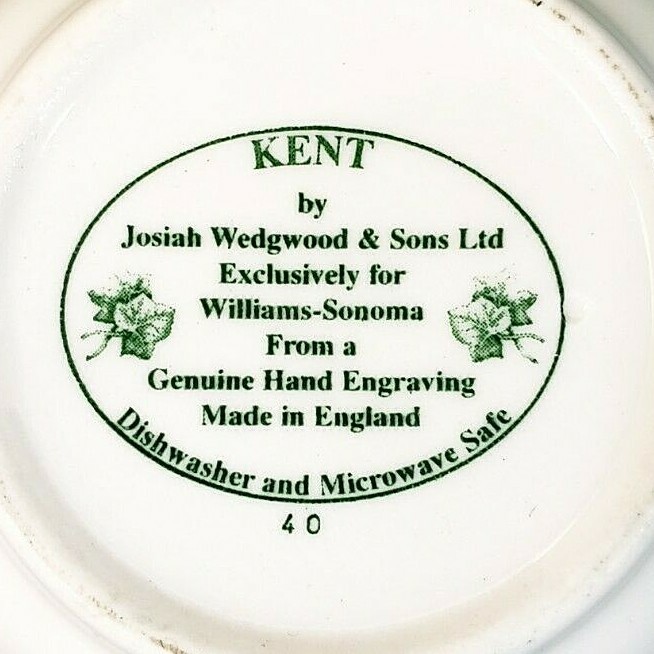 KENT
by
Josiah Wedgwood & Sons Ltd
Exclusively for
Williams-Sonoma
From a
Genuine Hand Engraving
Made in England
Dishwasher and Microwave Safe
40